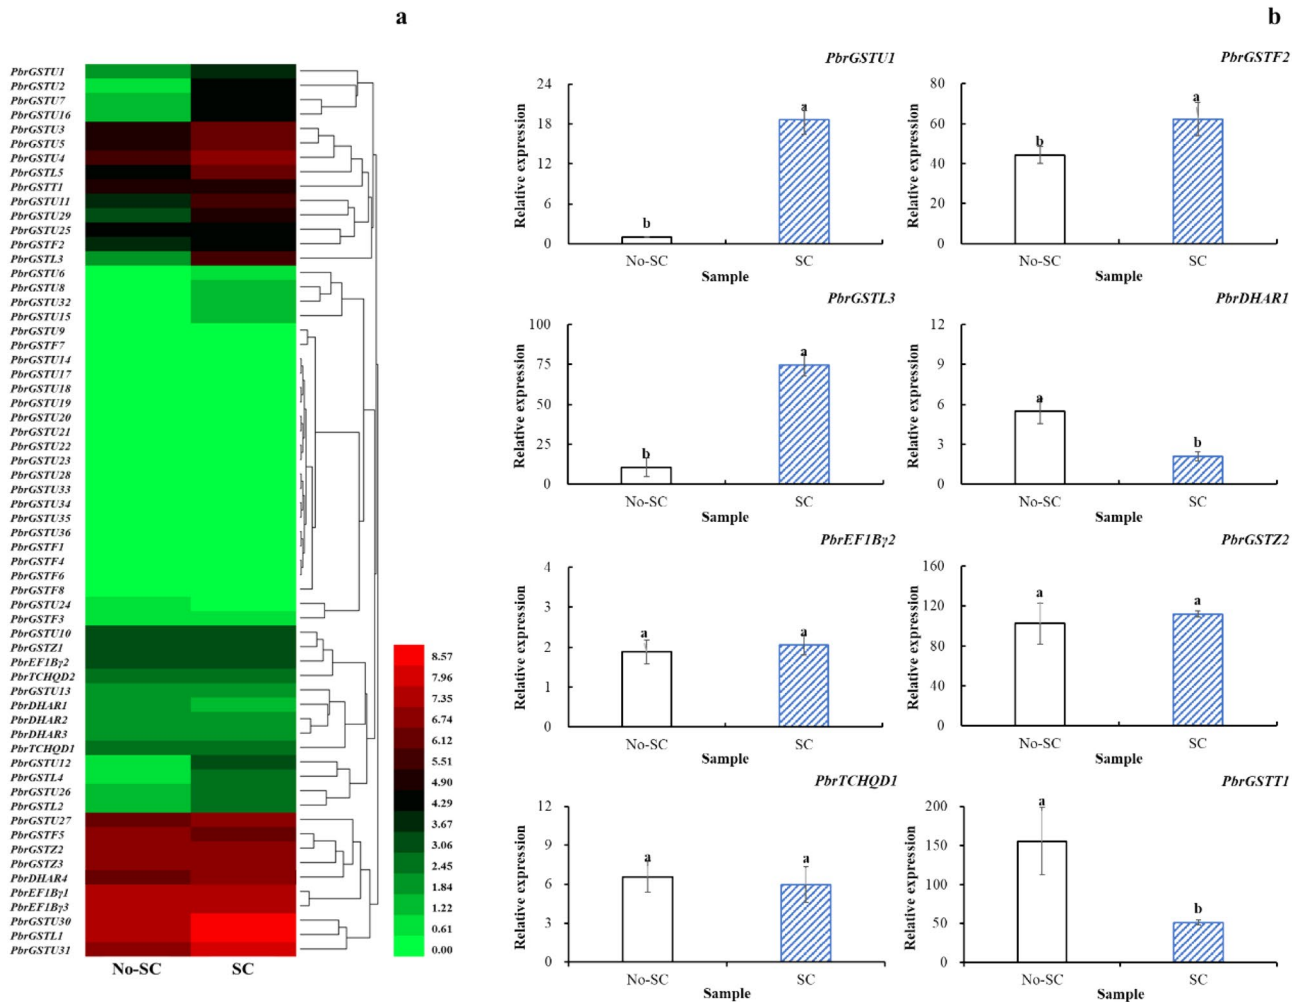 a
PbrGSTU1
PbrGSTU2
PbrGSTU7
PbrGSTU16
PbrGSTU3
PbrGSTU5
PbrGSTU4
PbrGSTL5
PbrGSTT1
PbrGSTU11
PbrGSTU29
PbrGSTU25
PbrGSTF2
PbrGSTL3
PbrGSTU6
PbrGSTU8
PbrGSTU32
PbrGSTU15
PbrGSTU9
PbrGSTF7
PbrGSTU14
PbrGSTU17
PbrGSTU18
PbrGSTU19
PbrGSTU20
PbrGSTU21
PbrGSTU22
PbrGSTU23
PbrGSTU28
PbrGSTU33
PbrGSTU34
PbrGSTU35
PbrGSTU36
PbrGSTF1
PbrGSTF4
PbrGSTF6
PbrGSTF8
PbrGSTU24
PbrGSTF3
PbrGSTU10
PbrGSTZ1
PbrEF1Bγ2
PbrTCHQD2
PbrGSTU13
PbrDHAR1
PbrDHAR2
PbrDHAR3
PbrTCHQD1
PbrGSTU12
PbrGSTL4
PbrGSTU26
PbrGSTL2
PbrGSTU27
PbrGSTF5
PbrGSTZ2
PbrGSTZ3
PbrDHAR4
PbrEF1Bγ1
PbrEF1Bγ3
PbrGSTU30
PbrGSTL1
PbrGSTU31
No-SC SC
8.57
7.96
7.35
6.74
6.12
5.51
4.90
4.29
3.67
3.06
2.45
1.84
1.22
0.61
0.00
b
PbrGSTU1
Relative expression
24
18
12
6
0
b
a
No-SC SC
Sample
PbrGSTF2
Relative expression
80
60
40
20
0
b
a
No-SC SC
Sample
PbrGSTL3
Relative expression
100
75
50
25
0
b
a
No-SC SC
Sample
PbrDHAR1
Relative expression
12
9
6
3
0
a
b
No-SC SC
Sample
PbrEF1Bγ2
Relative expression
4
3
2
1
0
a
a
No-SC SC
Sample
PbrGSTZ2
Relative expression
160
120
80
40
0
a
a
No-SC SC
Sample
PbrTCHQD1
Relative expression
12
9
6
3
0
a
a
No-SC SC
Sample
PbrGSTT1
Relative expression
200
150
100
50
0
a
b
No-SC SC
Sample